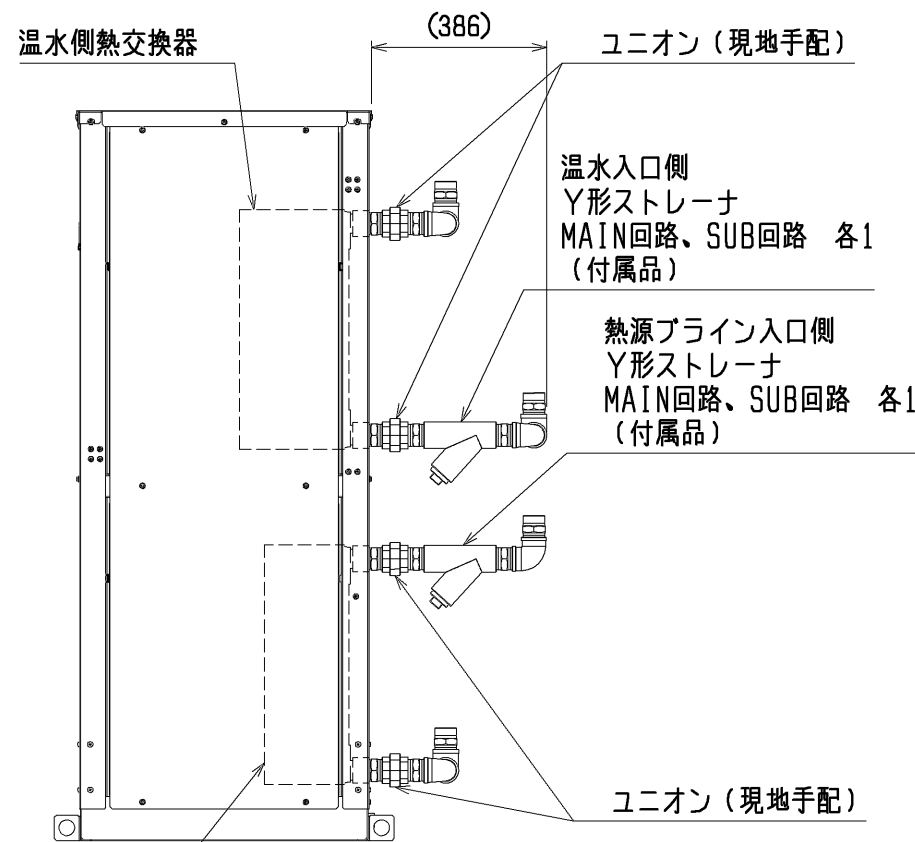 (386)
温水側熱交換器
ユニオン（現地手配）
温水入口側
Y形ストレーナ
MAIN回路、SUB回路　各1
（付属品）
熱源ブライン入口側
Y形ストレーナ
MAIN回路、SUB回路　各1
（付属品）
ユニオン（現地手配）